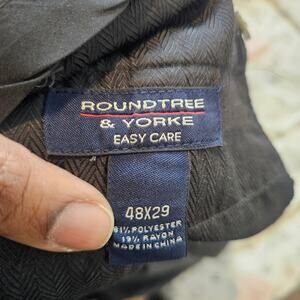 ROUNDTREE
& YORKE
EASY CARE
48X29
81% POLYESTER
19% RAYON
MADE IN CHINA